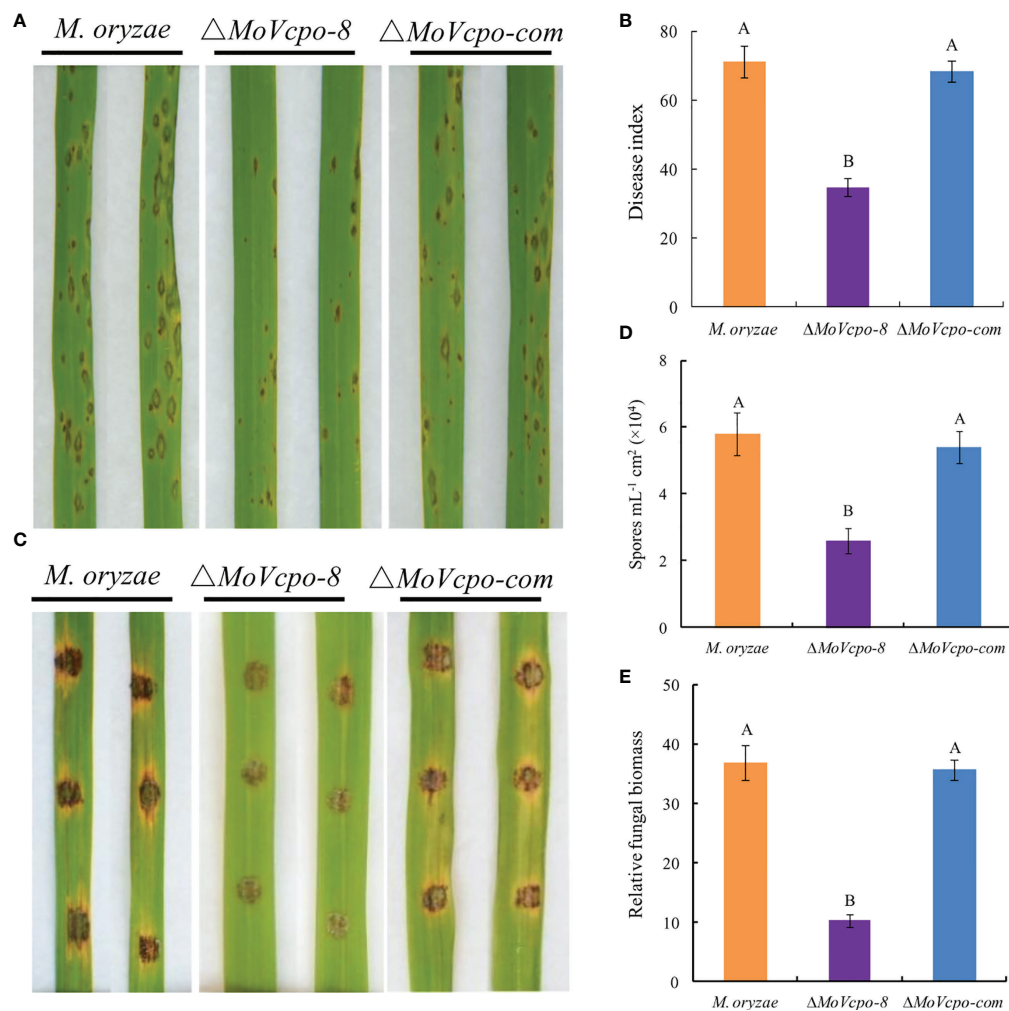 A
M. oryzae △MoVcpo-8 △MoVcpo-com
B
80
60
40
20
0
Disease index
A
B
A
M. oryzae ΔMoVcpo-8 ΔMoVcpo-com
C
M. oryzae △MoVcpo-8 △MoVcpo-com
D
8
6
4
2
0
Spores mL⁻¹ cm² (×10⁴)
A
B
A
M. oryzae ΔMoVcpo-8 ΔMoVcpo-com
E
50
40
30
20
10
0
Relative fungal biomass
A
B
A
M. oryzae ΔMoVcpo-8 ΔMoVcpo-com